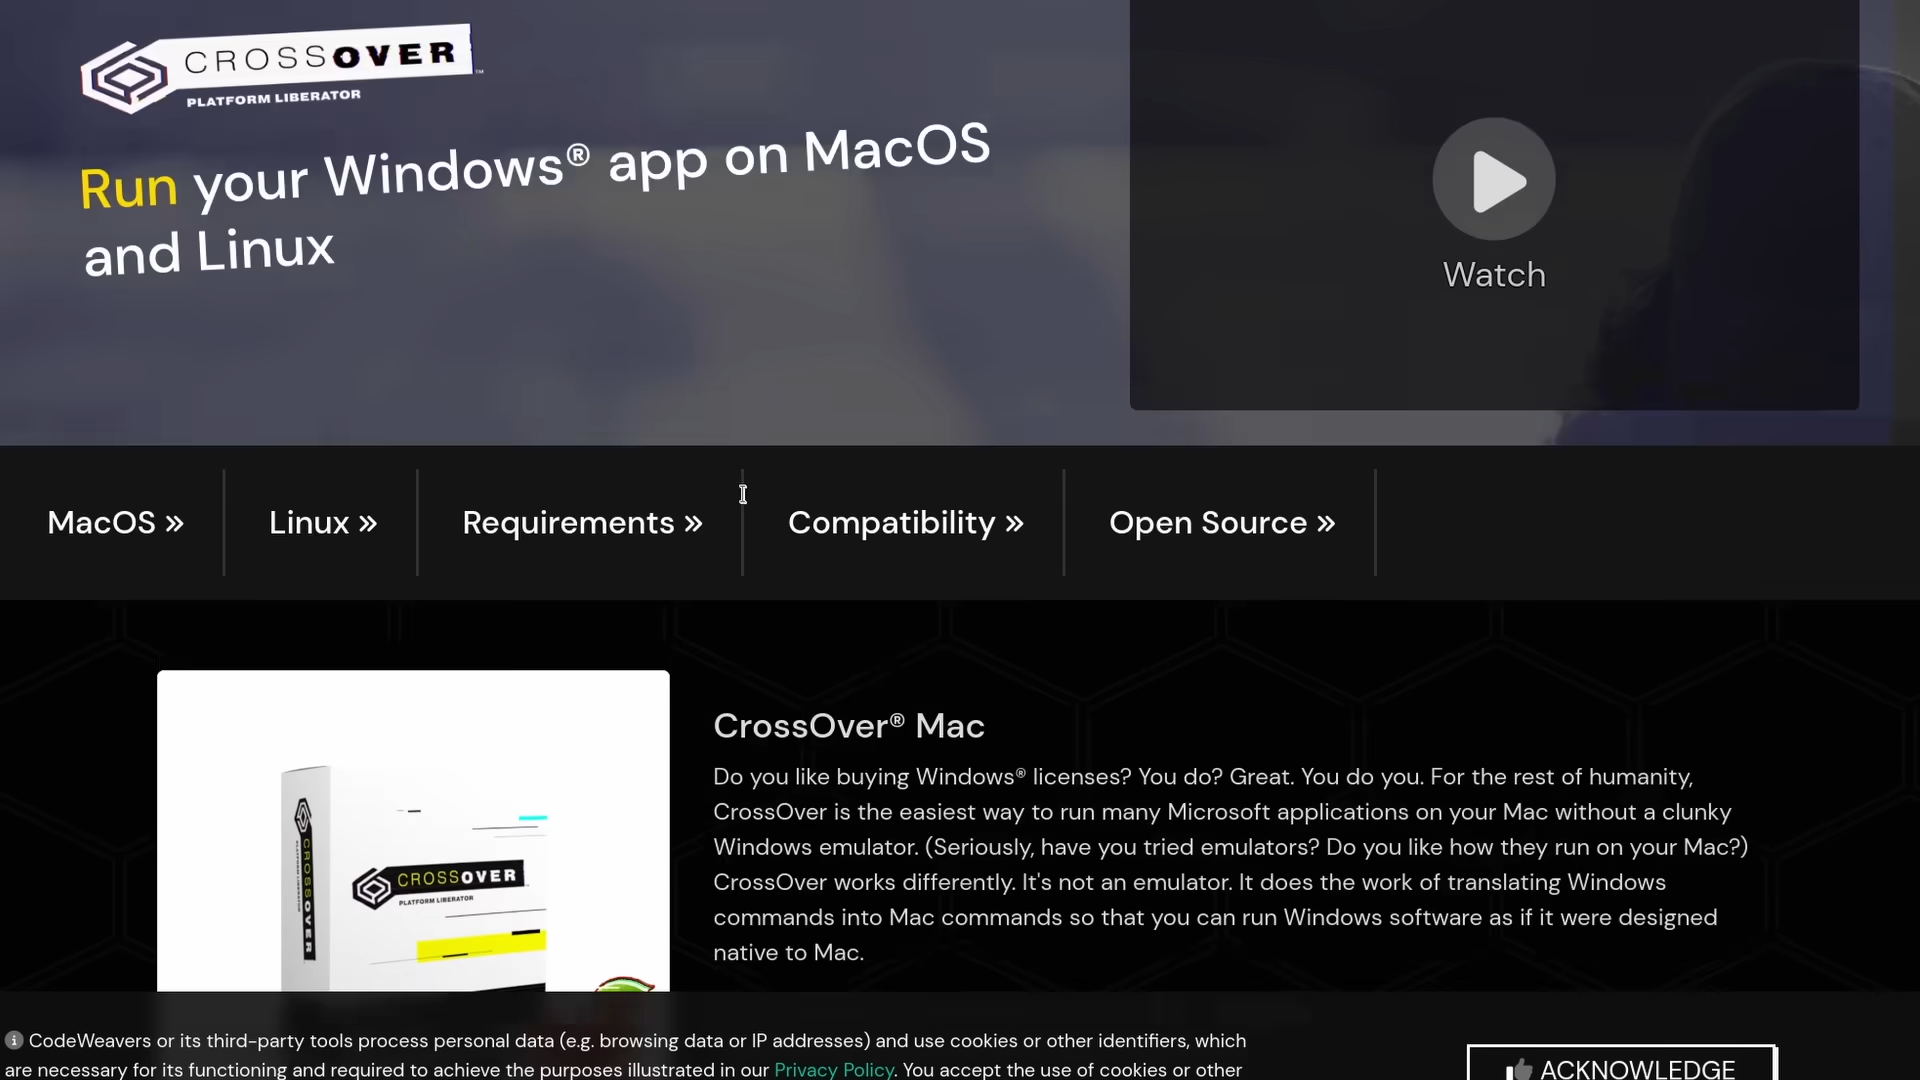 CROSSOVER™
PLATFORM LIBERATOR
Run your Windows® app on MacOS
and Linux
Watch
MacOS »
Linux »
Requirements »
Compatibility »
Open Source »
CROSSOVER
CROSSOVER
PLATFORM LIBERATOR
CrossOver® Mac
Do you like buying Windows® licenses? You do? Great. You do you. For the rest of humanity,
CrossOver is the easiest way to run many Microsoft applications on your Mac without a clunky
Windows emulator. (Seriously, have you tried emulators? Do you like how they run on your Mac?)
CrossOver works differently. It's not an emulator. It does the work of translating Windows
commands into Mac commands so that you can run Windows software as if it were designed
native to Mac.
CodeWeavers or its third-party tools process personal data (e.g. browsing data or IP addresses) and use cookies or other identifiers, which
are necessary for its functioning and required to achieve the purposes illustrated in our Privacy Policy. You accept the use of cookies or other
ACKNOWLEDGE